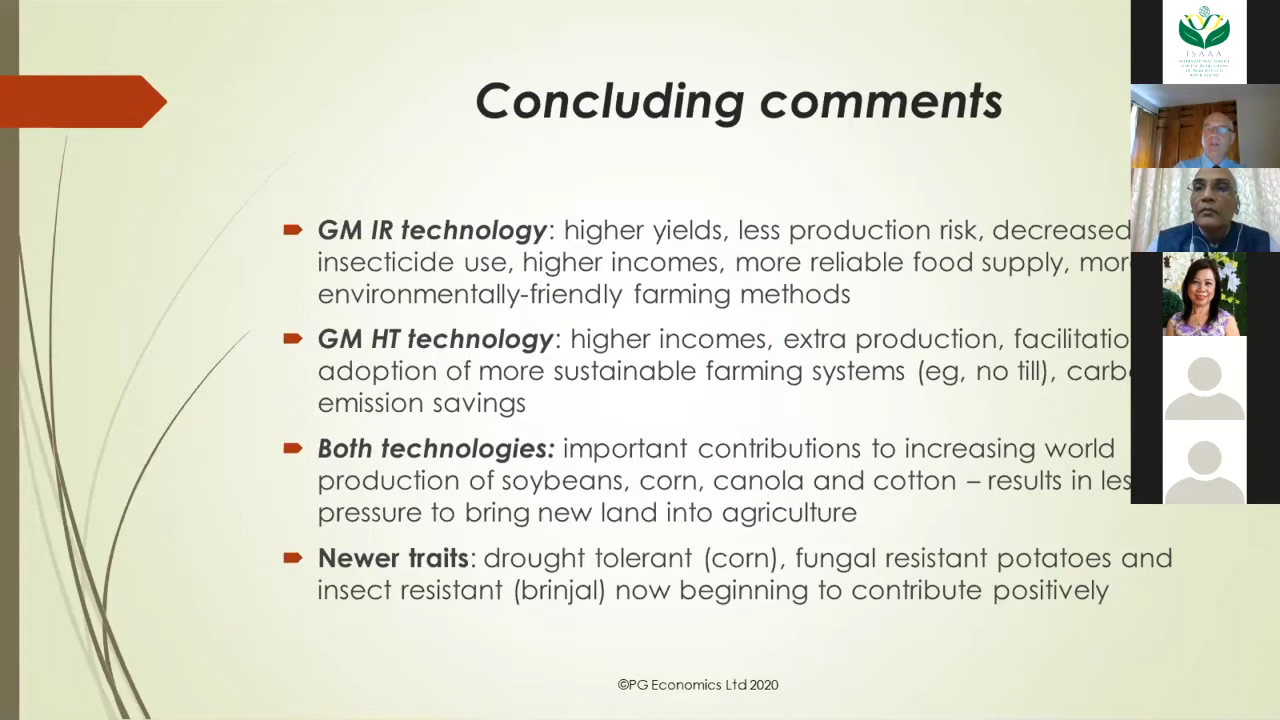 Concluding comments
GM IR technology: higher yields, less production risk, decreased
insecticide use, higher incomes, more reliable food supply, mor
environmentally-friendly farming methods
GM HT technology: higher incomes, extra production, facilitatio
adoption of more sustainable farming systems (eg, no till), carb
emission savings
Both technologies: important contributions to increasing world
production of soybeans, corn, canola and cotton – results in les
pressure to bring new land into agriculture
Newer traits: drought tolerant (corn), fungal resistant potatoes and
insect resistant (brinjal) now beginning to contribute positively
©PG Economics Ltd 2020
ISAAA